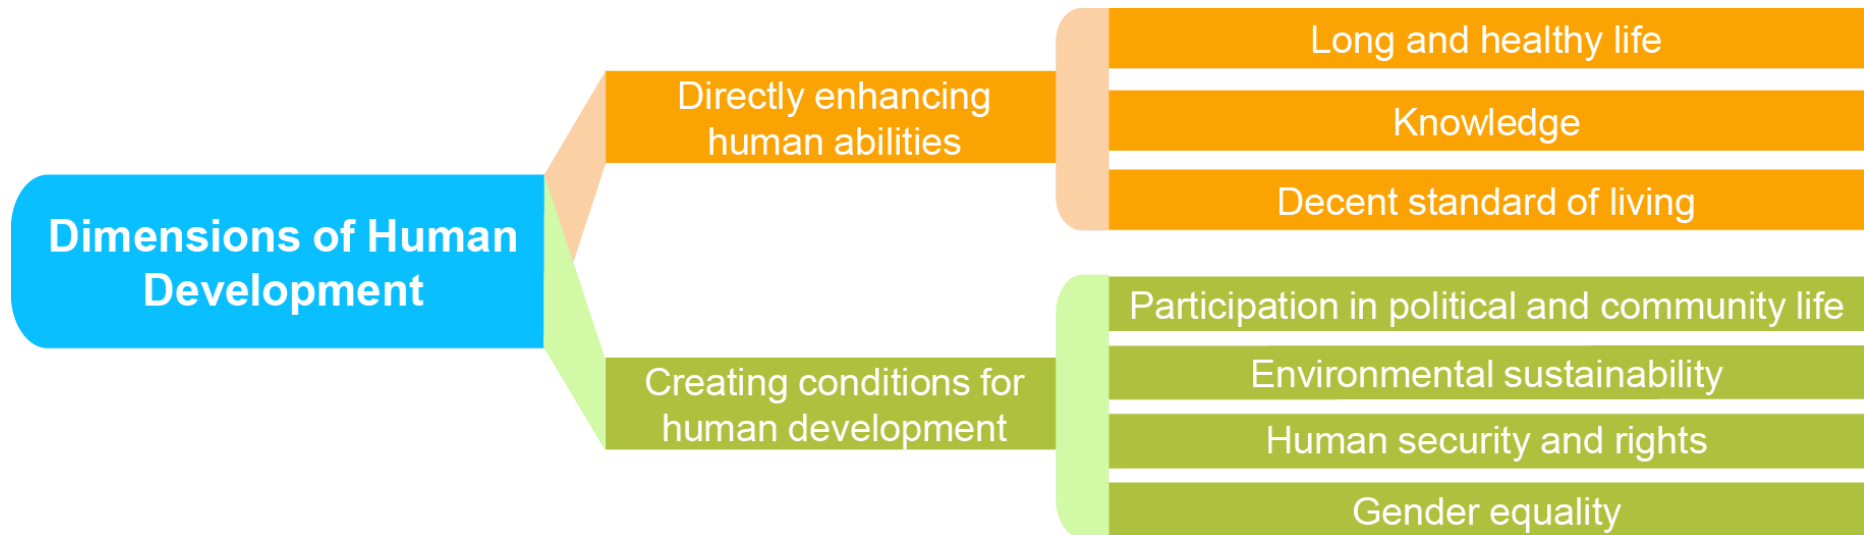 Dimensions of Human
Development
Directly enhancing
human abilities
Long and healthy life
Knowledge
Decent standard of living
Creating conditions for
human development
Participation in political and community life
Environmental sustainability
Human security and rights
Gender equality